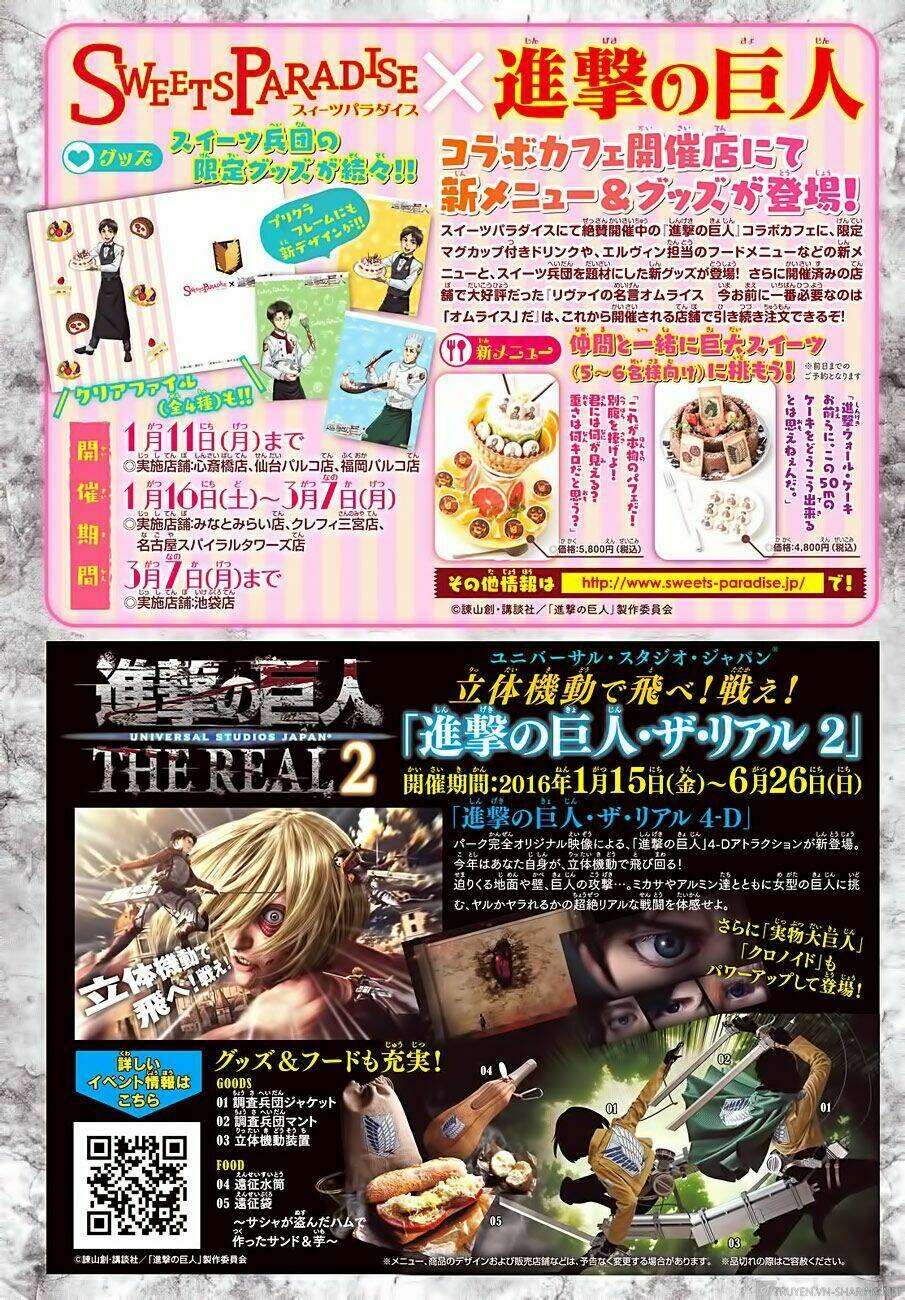 SWEETS PARADISE × 進撃の巨人
スイーツパラダイス
グッズ
スイーツ兵団の
限定グッズが続々!!
プリクラ
フレームにも
新デザインが!!
クリアファイル
(全4種)も!!
開催期間
1月11日(月)まで
◎実施店舗:心斎橋店、仙台パルコ店、福岡パルコ店
1月16日(土)～3月7日(月)
◎実施店舗:みなとみらい店、クレフィ三宮店、
名古屋スパイラルタワーズ店
3月7日(月)まで
◎実施店舗:池袋店
コラボカフェ開催店にて
新メニュー&グッズが登場!
スイーツパラダイスにて絶賛開催中の『進撃の巨人』コラボカフェに、限定
マグカップ付きドリンクや、エルヴィン担当のフードメニューなどの新メ
ニューと、スイーツ兵団を題材にした新グッズが登場! さらに開催済みの店
舗で大好評だった『リヴァイの名言オムライス 今お前に一番必要なのは
「オムライス」だ』は、これから開催される店舗で引き続き注文できるぞ!
新メニュー
仲間と一緒に巨大スイーツ
(5～6名様向け)に挑もう!
※前日までの
ご予約となります
「これが本物のパフェだ!
別腹を捧げよ!
君には何が見える?
重さは何キロだと思う?」
◎価格:5,800円(税込)
「進撃ウォール・ケーキ
お前らに、この50mの
ケーキをどうこう出来る
とは思えねぇんだ。」
◎価格:4,800円(税込)
その他情報は http://www.sweets-paradise.jp/ で!
©諫山創・講談社/「進撃の巨人」製作委員会
進撃の巨人
UNIVERSAL STUDIOS JAPAN®
THE REAL 2
ユニバーサル・スタジオ・ジャパン®
立体機動で飛べ!戦え!
「進撃の巨人・ザ・リアル 2」
開催期間:2016年1月15日(金)～6月26日(日)
「進撃の巨人・ザ・リアル 4-D」
パーク完全オリジナル映像による、「進撃の巨人」4-Dアトラクションが新登場。
今年はあなた自身が、立体機動で飛び回る!
迫りくる地面や壁、巨人の攻撃…。ミカサやアルミン達とともに女型の巨人に挑
む、ヤルかヤラれるかの超絶リアルな戦闘を体感せよ。
立体機動で
飛べ!戦え!
さらに「実物大巨人」
「クロノイド」も
パワーアップして登場!
詳しい
イベント情報は
こちら
グッズ&フードも充実!
GOODS
01 調査兵団ジャケット
02 調査兵団マント
03 立体機動装置
FOOD
04 遠征水筒
05 遠征袋
～サシャが盗んだハムで
作ったサンド&芋～
04
05
01
02
01
03
©諫山創・講談社/「進撃の巨人」製作委員会
※メニュー、商品のデザインおよび販売店舗などは、予告なく変更する場合があります。 ※品切れの際はご容赦ください。